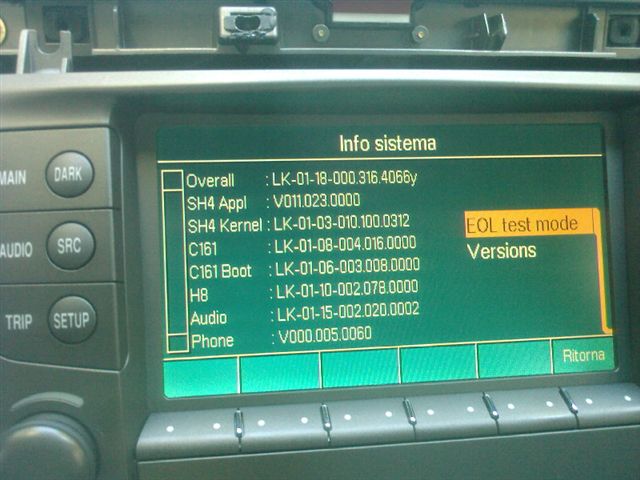 Info sistema
Overall : LK-01-18-000.316.4066y
SH4 Appl : V011.023.0000
SH4 Kernel : LK-01-03-010.100.0312
C161 : LK-01-08-004.016.0000
C161 Boot : LK-01-06-003.008.0000
H8 : LK-01-10-002.078.0000
Audio : LK-01-15-002.020.0002
Phone : V000.005.0060
EOL test mode
Versions
Ritorna
MAIN DARK
AUDIO SRC
TRIP SETUP